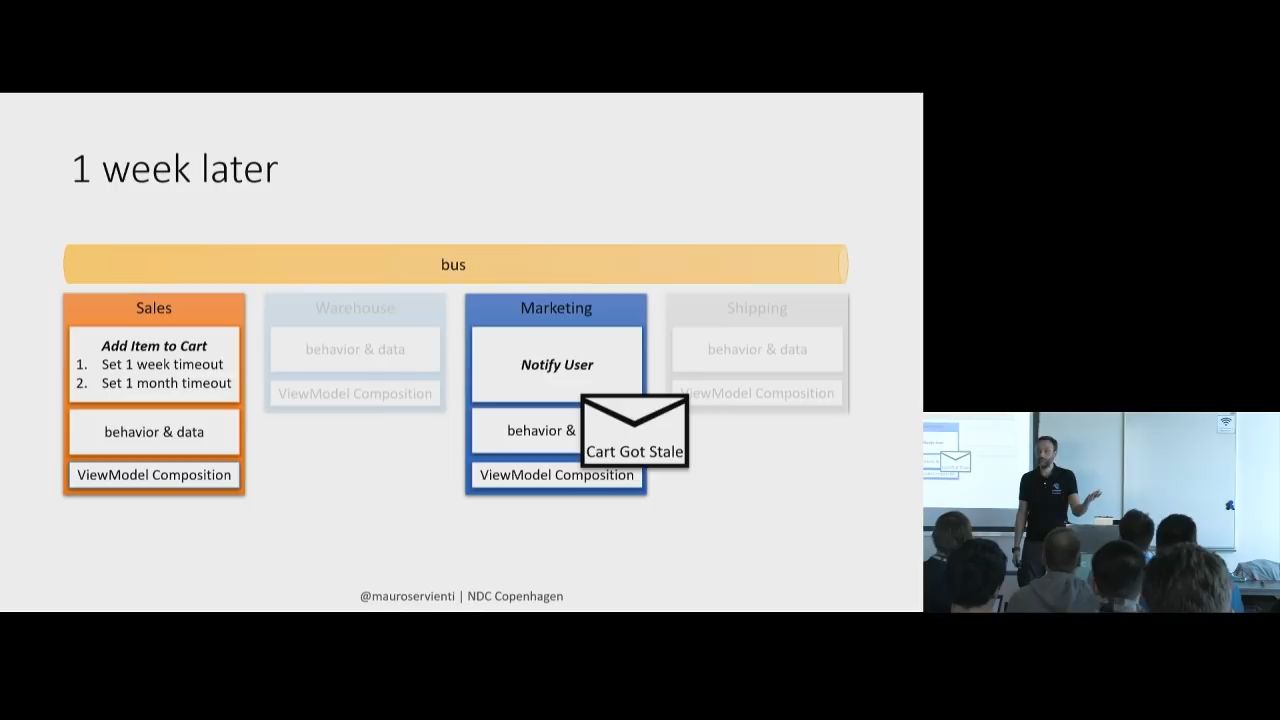 1 week later
bus
Sales
Add Item to Cart
1. Set 1 week timeout
2. Set 1 month timeout
behavior & data
ViewModel Composition
Warehouse
behavior & data
ViewModel Composition
Marketing
Notify User
behavior &
Cart Got Stale
ViewModel Composition
Shipping
behavior & data
ViewModel Composition
@mauroservienti | NDC Copenhagen